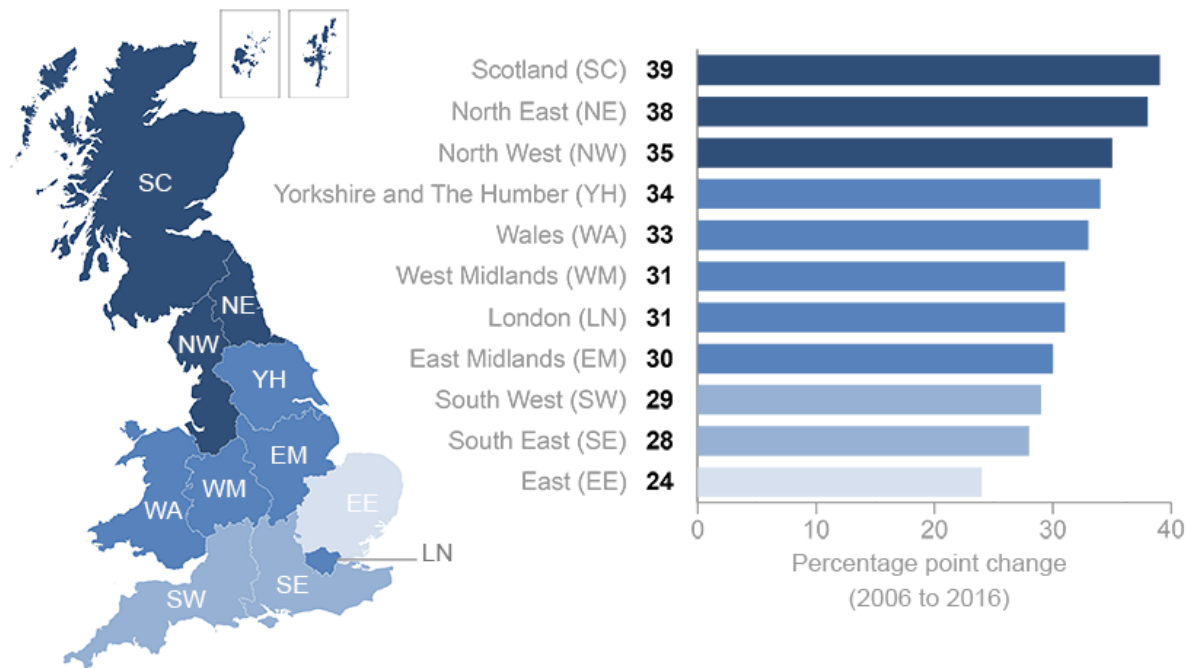 SC
NE
NW
YH
EM
WM
WA
EE
LN
SE
SW
Scotland (SC) 39
North East (NE) 38
North West (NW) 35
Yorkshire and The Humber (YH) 34
Wales (WA) 33
West Midlands (WM) 31
London (LN) 31
East Midlands (EM) 30
South West (SW) 29
South East (SE) 28
East (EE) 24
0 10 20 30 40
Percentage point change
(2006 to 2016)